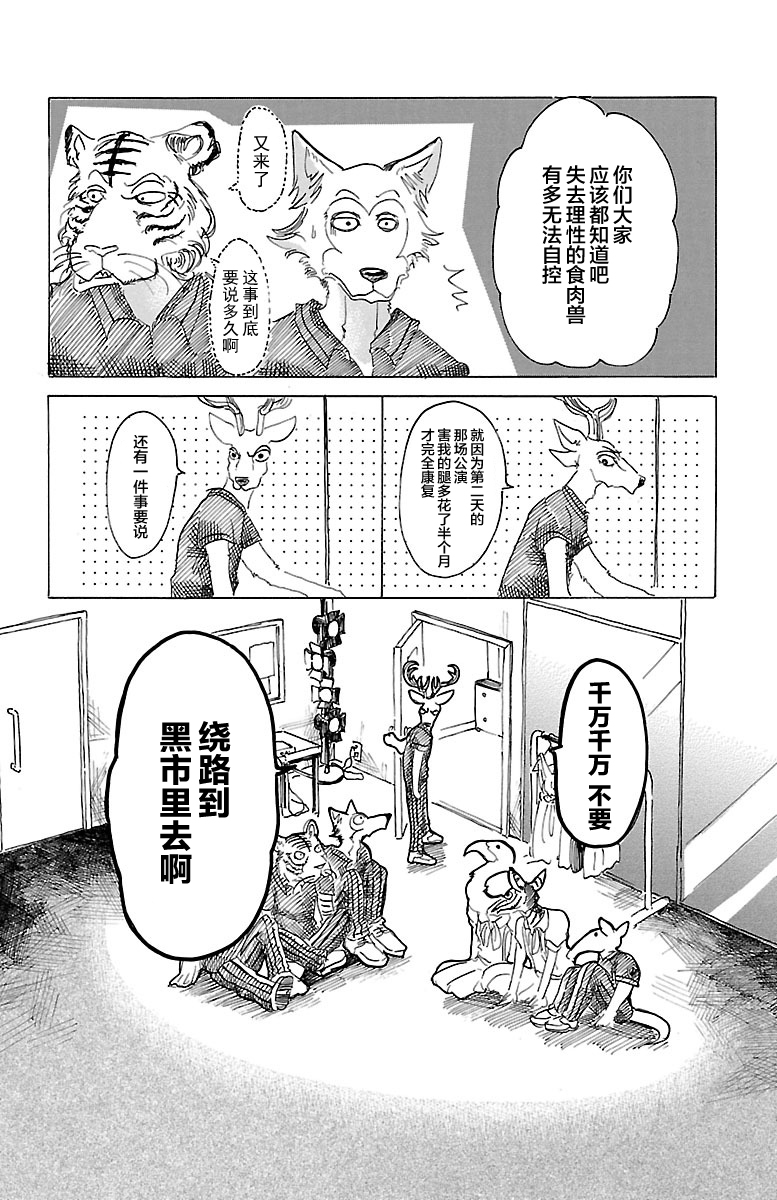 你们大家
应该都知道吧
失去理性的食肉兽
有多无法自控
又来了
这事到底
要说多久啊
就因为第二天的
那场公演
害我的腿多花了半个月
才完全康复
还有一件事要说
千万千万 不要
绕路到
黑市里去啊